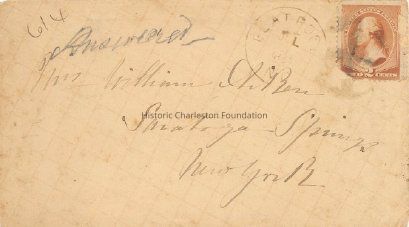 614
Answered
Mrs William
Historic Charleston Foundation
Saratoga Springs
New York